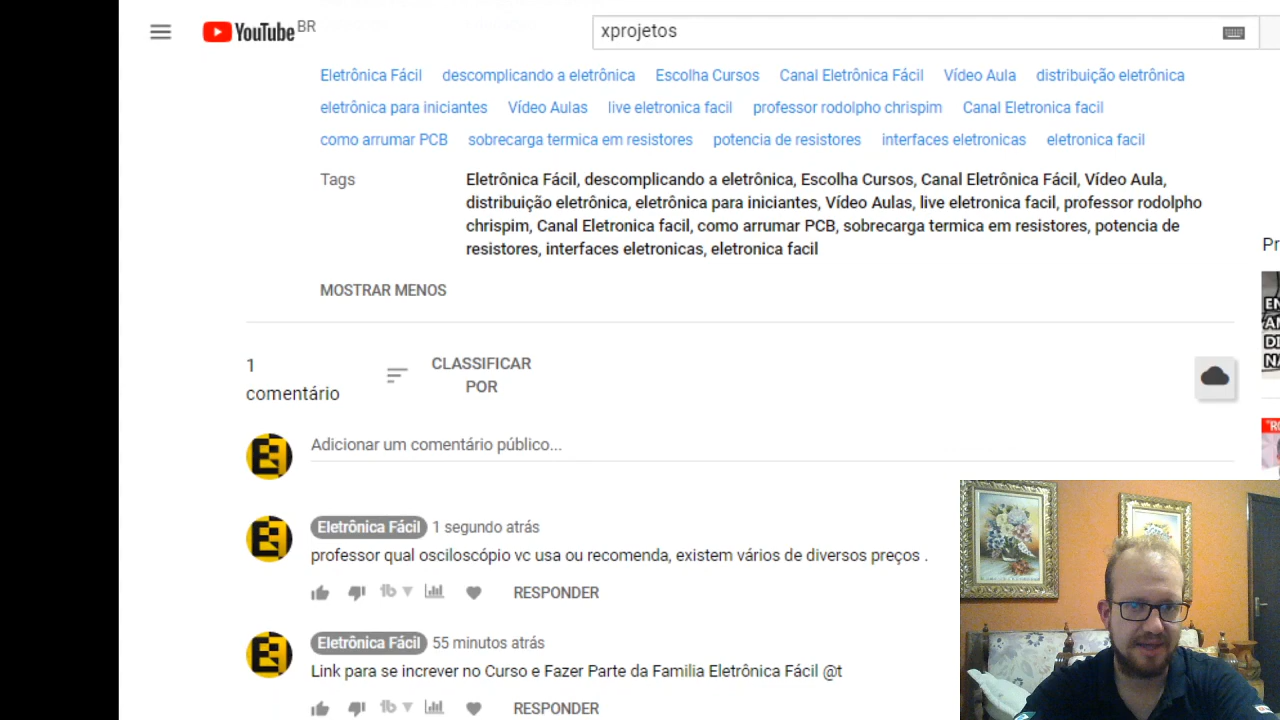 YouTube BR
xprojetos
Eletrônica Fácil descomplicando a eletrônica Escolha Cursos Canal Eletrônica Fácil Vídeo Aula distribuição eletrônica
eletrônica para iniciantes Vídeo Aulas live eletronica facil professor rodolpho chrispim Canal Eletronica facil
como arrumar PCB sobrecarga termica em resistores potencia de resistores interfaces eletronicas eletronica facil
Tags
Eletrônica Fácil, descomplicando a eletrônica, Escolha Cursos, Canal Eletrônica Fácil, Vídeo Aula,
distribuição eletrônica, eletrônica para iniciantes, Vídeo Aulas, live eletronica facil, professor rodolpho
chrispim, Canal Eletronica facil, como arrumar PCB, sobrecarga termica em resistores, potencia de
resistores, interfaces eletronicas, eletronica facil
Pr
MOSTRAR MENOS
EN
AN
DI
NA
1
comentário
CLASSIFICAR
POR
Adicionar um comentário público...
"RO
Eletrônica Fácil 1 segundo atrás
professor qual osciloscópio vc usa ou recomenda, existem vários de diversos preços .
RESPONDER
Eletrônica Fácil 55 minutos atrás
Link para se increver no Curso e Fazer Parte da Familia Eletrônica Fácil @t
RESPONDER